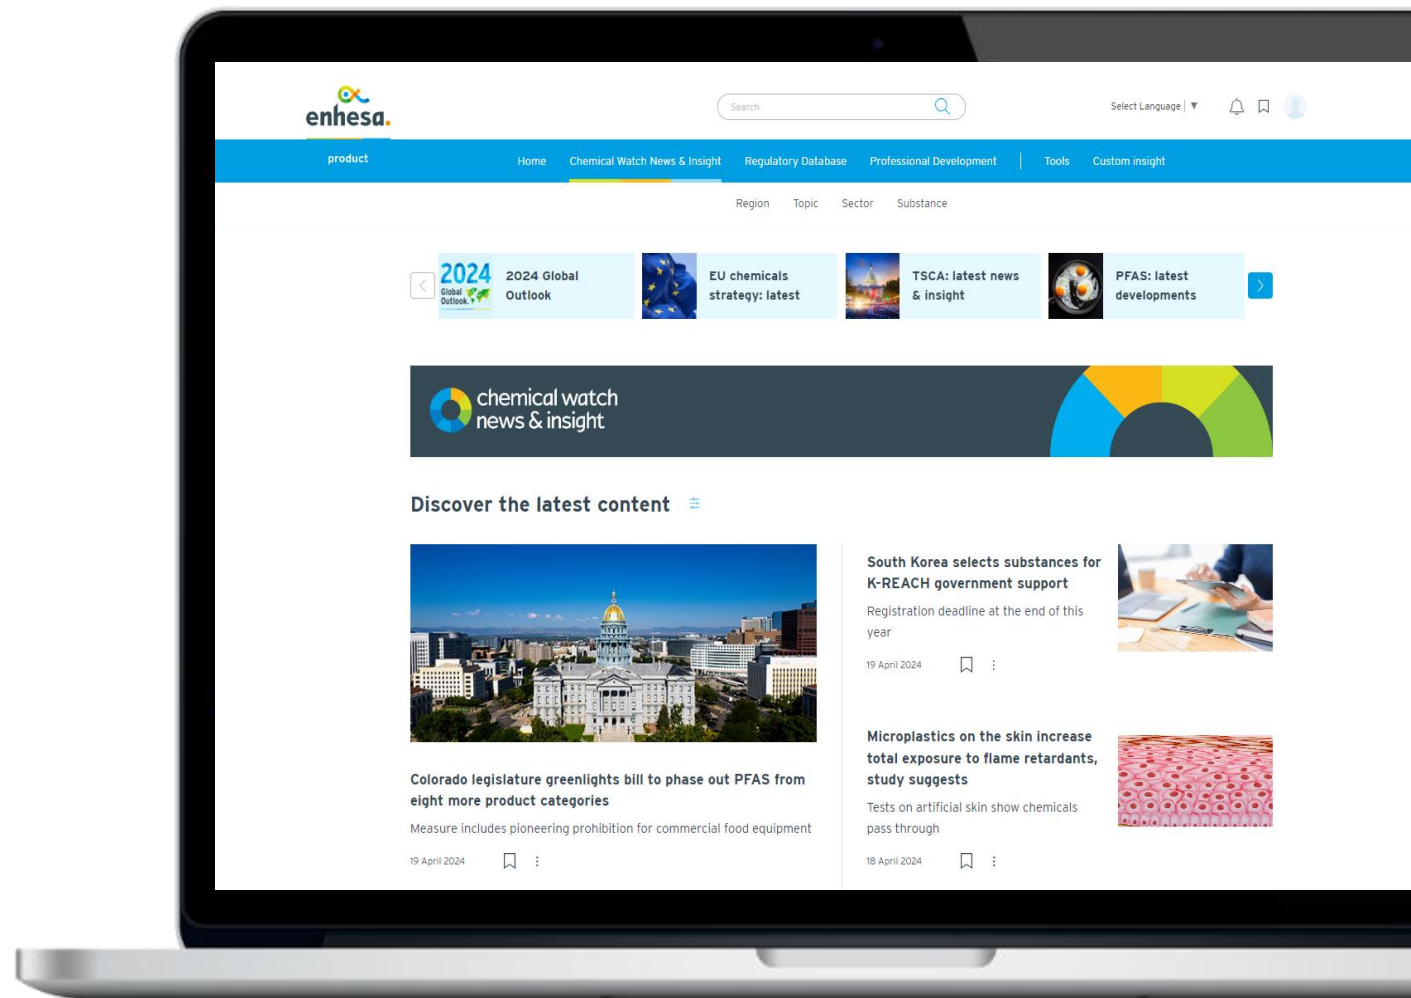 enhesa.
Search
Select Language ▼
product
Home Chemical Watch News & Insight Regulatory Database Professional Development Tools Custom insight
Region Topic Sector Substance
2024
Global
Outlook.
2024 Global
Outlook
EU chemicals
strategy: latest
TSCA: latest news
& insight
PFAS: latest
developments
chemical watch
news & insight
Discover the latest content
Colorado legislature greenlights bill to phase out PFAS from
eight more product categories
Measure includes pioneering prohibition for commercial food equipment
19 April 2024
South Korea selects substances for
K-REACH government support
Registration deadline at the end of this
year
19 April 2024
Microplastics on the skin increase
total exposure to flame retardants,
study suggests
Tests on artificial skin show chemicals
pass through
18 April 2024